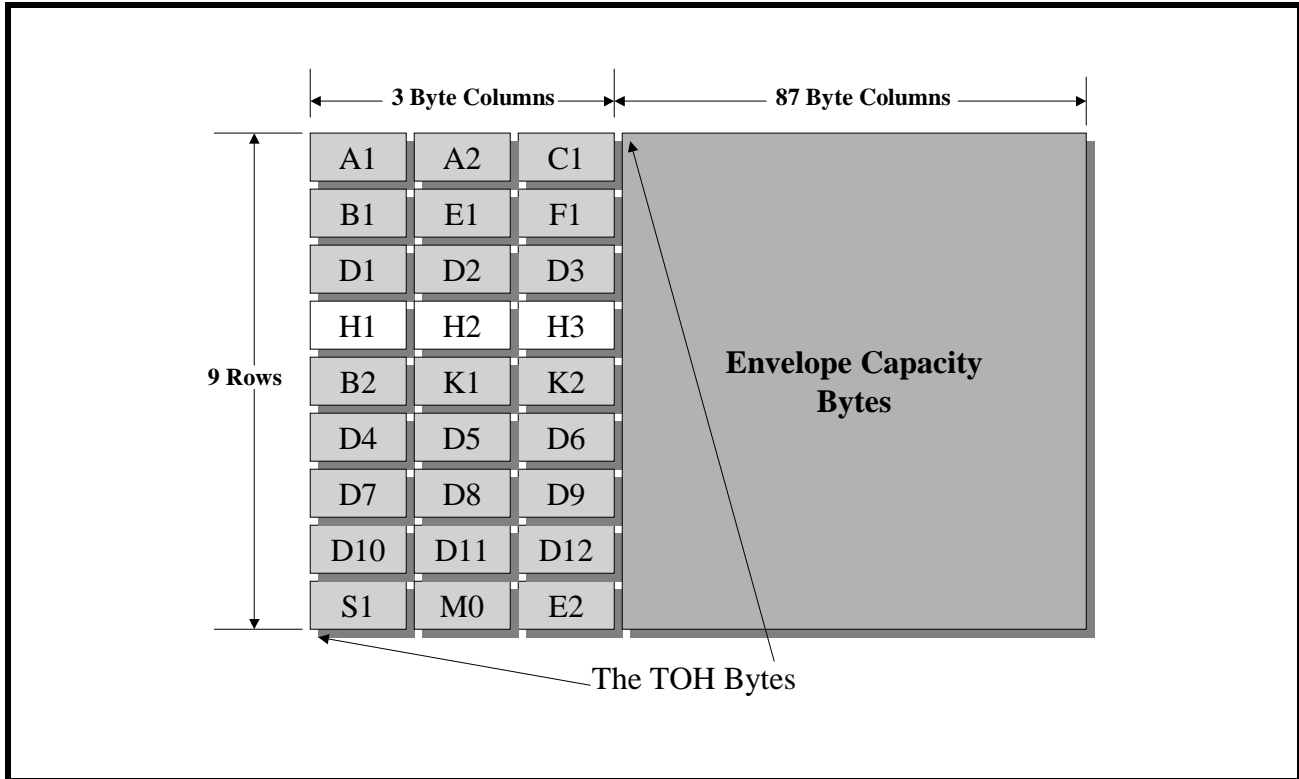 3 Byte Columns
87 Byte Columns
A1 A2 C1
B1 E1 F1
D1 D2 D3
H1 H2 H3
9 Rows
B2 K1 K2
D4 D5 D6
D7 D8 D9
D10 D11 D12
S1 M0 E2
Envelope Capacity
Bytes
The TOH Bytes